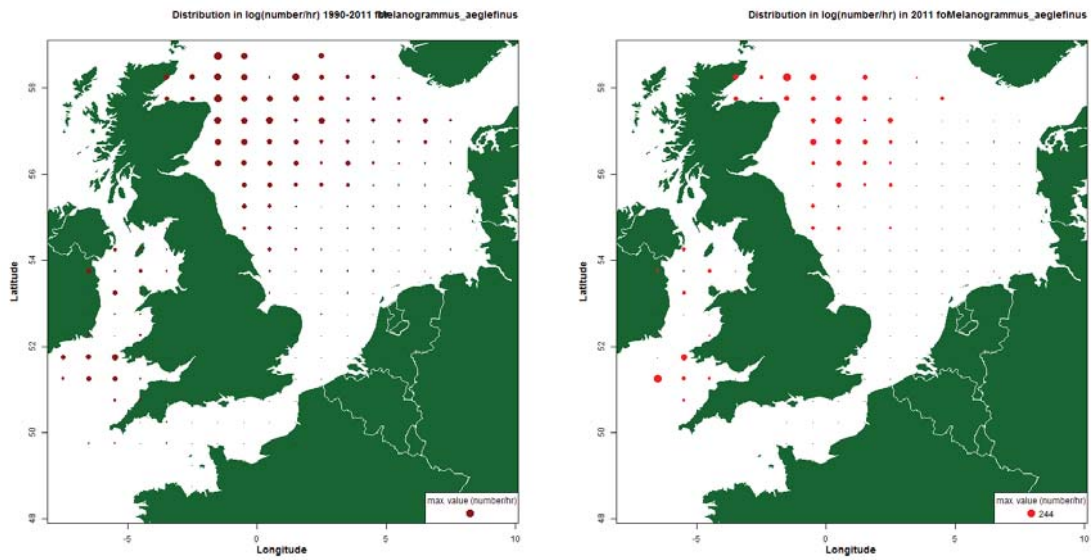 Distribution in log(number/hr) 1990-2011 Melanogrammus_aeglefinus
Distribution in log(number/hr) in 2011 foMelanogrammus_aeglefinus
Latitude
58
56
54
52
50
48
max. value (number/hr)
-5
0
5
10
Longitude
Latitude
58
56
54
52
50
48
max. value (number/hr)
244
-5
0
5
10
Longitude